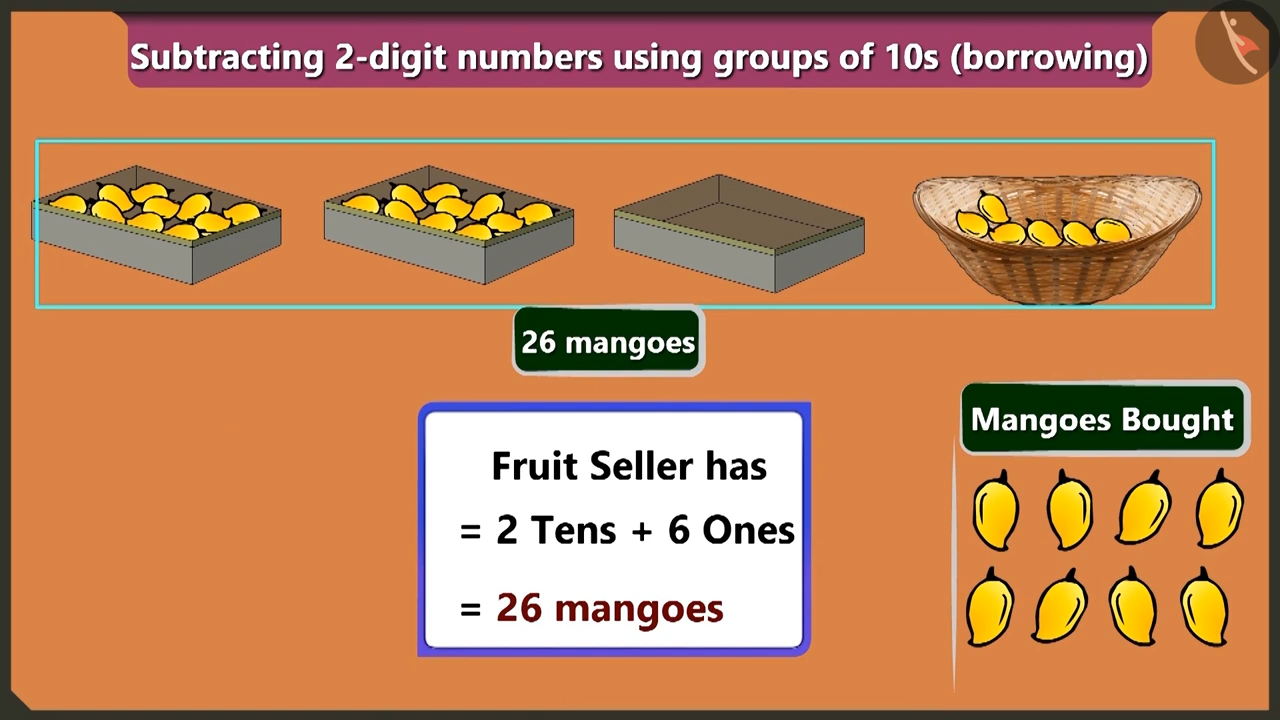 Subtracting 2-digit numbers using groups of 10s (borrowing)
26 mangoes
Mangoes Bought
Fruit Seller has
= 2 Tens + 6 Ones
= 26 mangoes